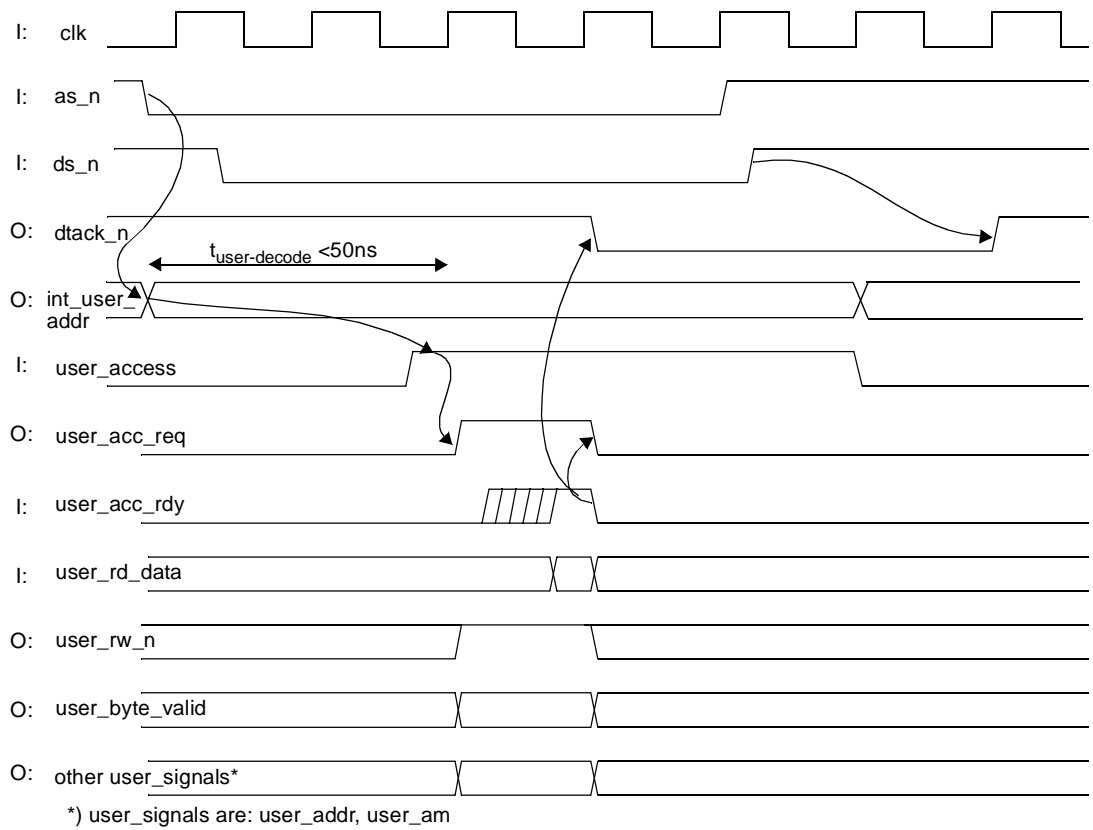 I: clk
I: as_n
I: ds_n
O: dtack_n
tuser-decode <50ns
O: int_user_
addr
I: user_access
O: user_acc_req
I: user_acc_rdy
I: user_rd_data
O: user_rw_n
O: user_byte_valid
O: other user_signals*
*) user_signals are: user_addr, user_am